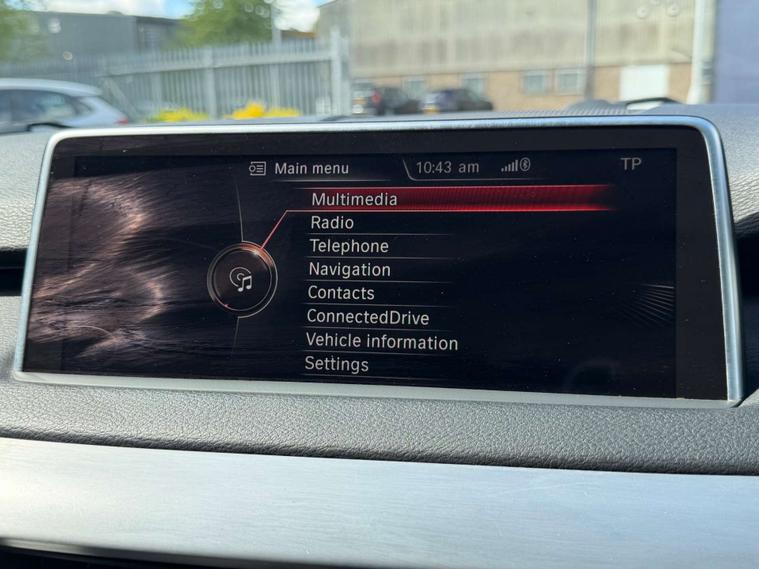 Main menu 10:43 am TP
Multimedia
Radio
Telephone
Navigation
Contacts
ConnectedDrive
Vehicle information
Settings